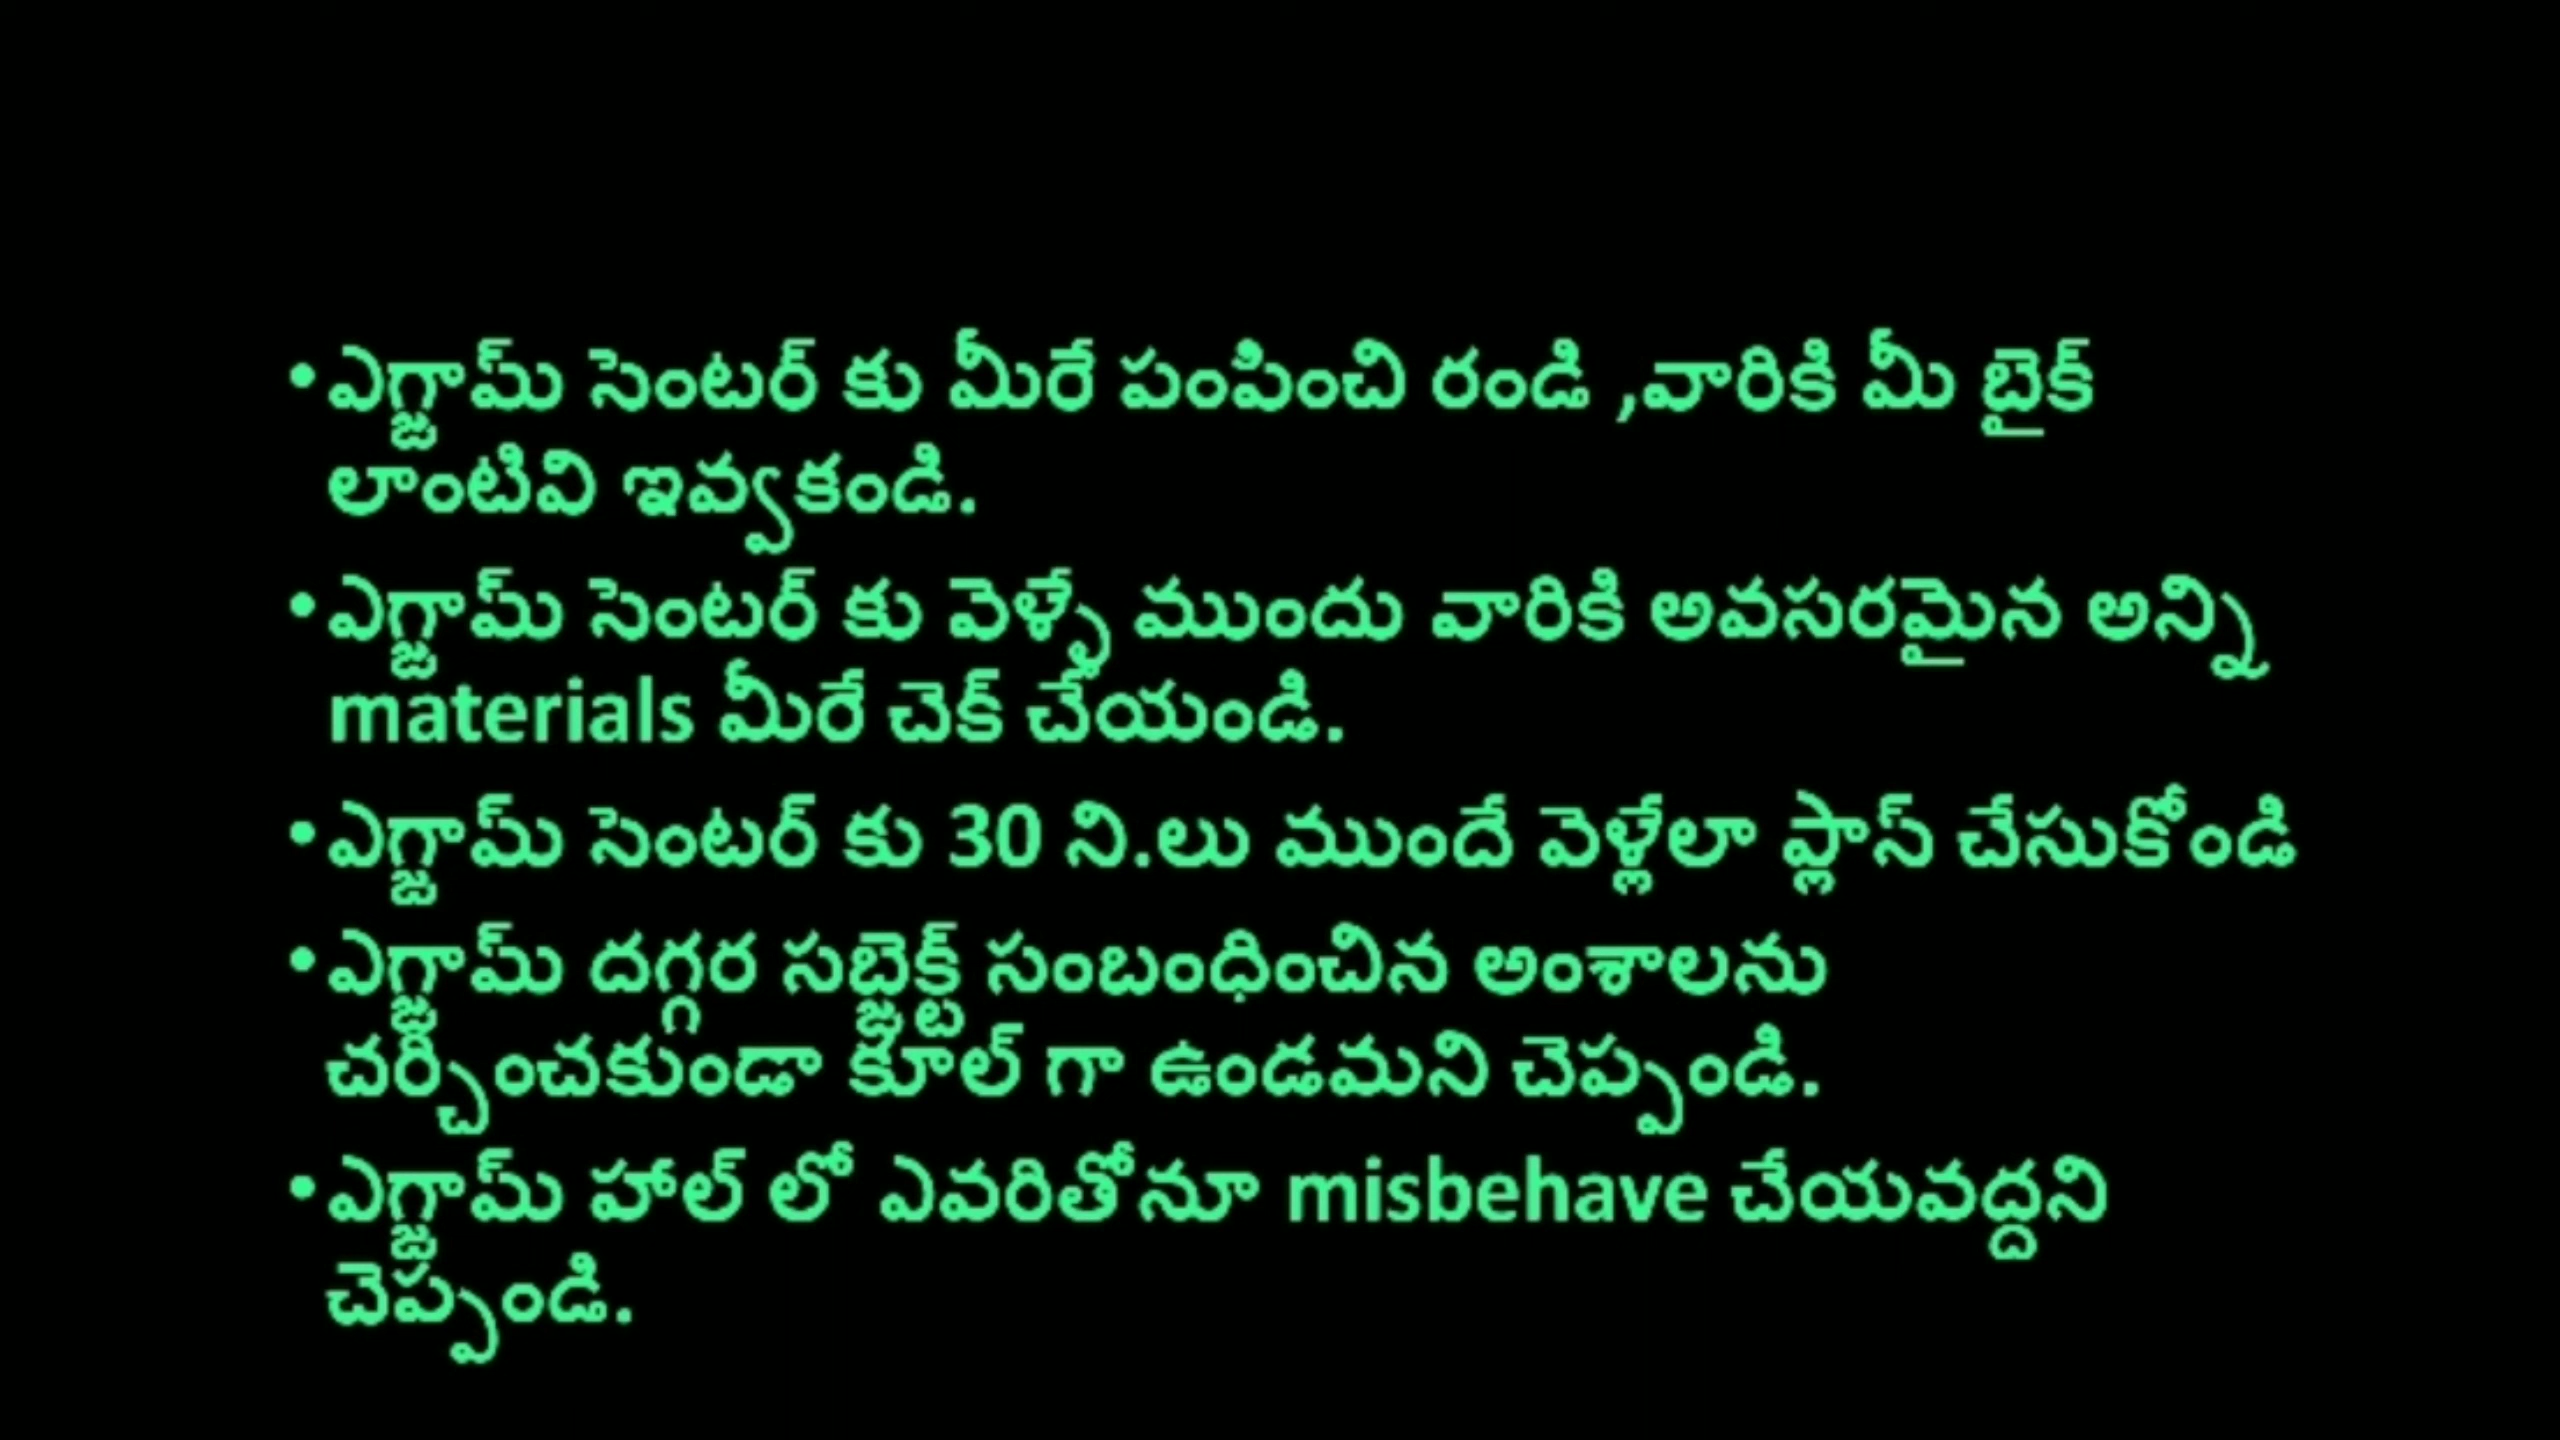 •ఎగ్జామ్ సెంటర్ కు మీరే పంపించి రండి ,వారికి మీ బైక్
లాంటివి ఇవ్వకండి.
•ఎగ్జామ్ సెంటర్ కు వెళ్ళే ముందు వారికి అవసరమైన అన్ని
materials మీరే చెక్ చేయండి.
•ఎగ్జామ్ సెంటర్ కు 30 ని.లు ముందే వెళ్లేలా ప్లాస్ చేసుకోండి
•ఎగ్జామ్ దగ్గర సబ్జెక్ట్ సంబంధించిన అంశాలను
చర్చించకుండా కూల్ గా ఉండమని చెప్పండి.
•ఎగ్జామ్ హాల్ లో ఎవరితోనూ misbehave చేయవద్దని
చెప్పండి.